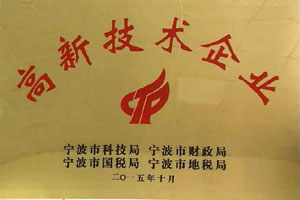 高新技术企业
宁波市科技局 宁波市财政局
宁波市国税局 宁波市地税局
二〇一五年十月